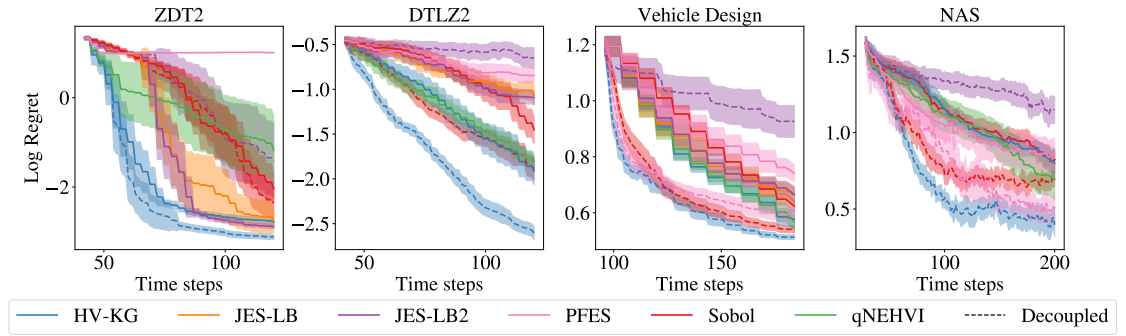 ZDT2 DTLZ2 Vehicle Design NAS
Log Regret
0
−2
50 100
Time steps
−0.5
−1.0
−1.5
−2.0
−2.5
50 100
Time steps
1.2
1.0
0.8
0.6
100 150
Time steps
1.5
1.0
0.5
100 200
Time steps
HV-KG JES-LB JES-LB2 PFES Sobol qNEHVI Decoupled